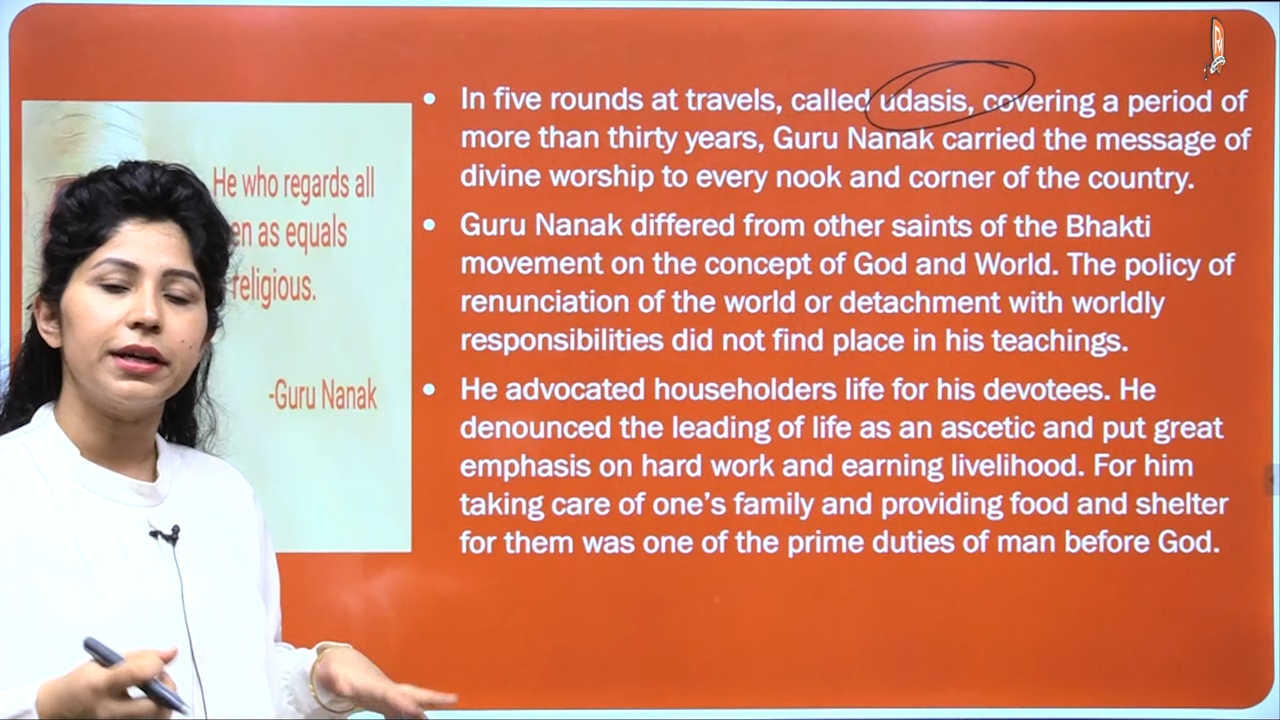 He who regards all
en as equals
religious.
-Guru Nanak
• In five rounds at travels, called udasis, covering a period of
more than thirty years, Guru Nanak carried the message of
divine worship to every nook and corner of the country.
• Guru Nanak differed from other saints of the Bhakti
movement on the concept of God and World. The policy of
renunciation of the world or detachment with worldly
responsibilities did not find place in his teachings.
• He advocated householders life for his devotees. He
denounced the leading of life as an ascetic and put great
emphasis on hard work and earning livelihood. For him
taking care of one’s family and providing food and shelter
for them was one of the prime duties of man before God.